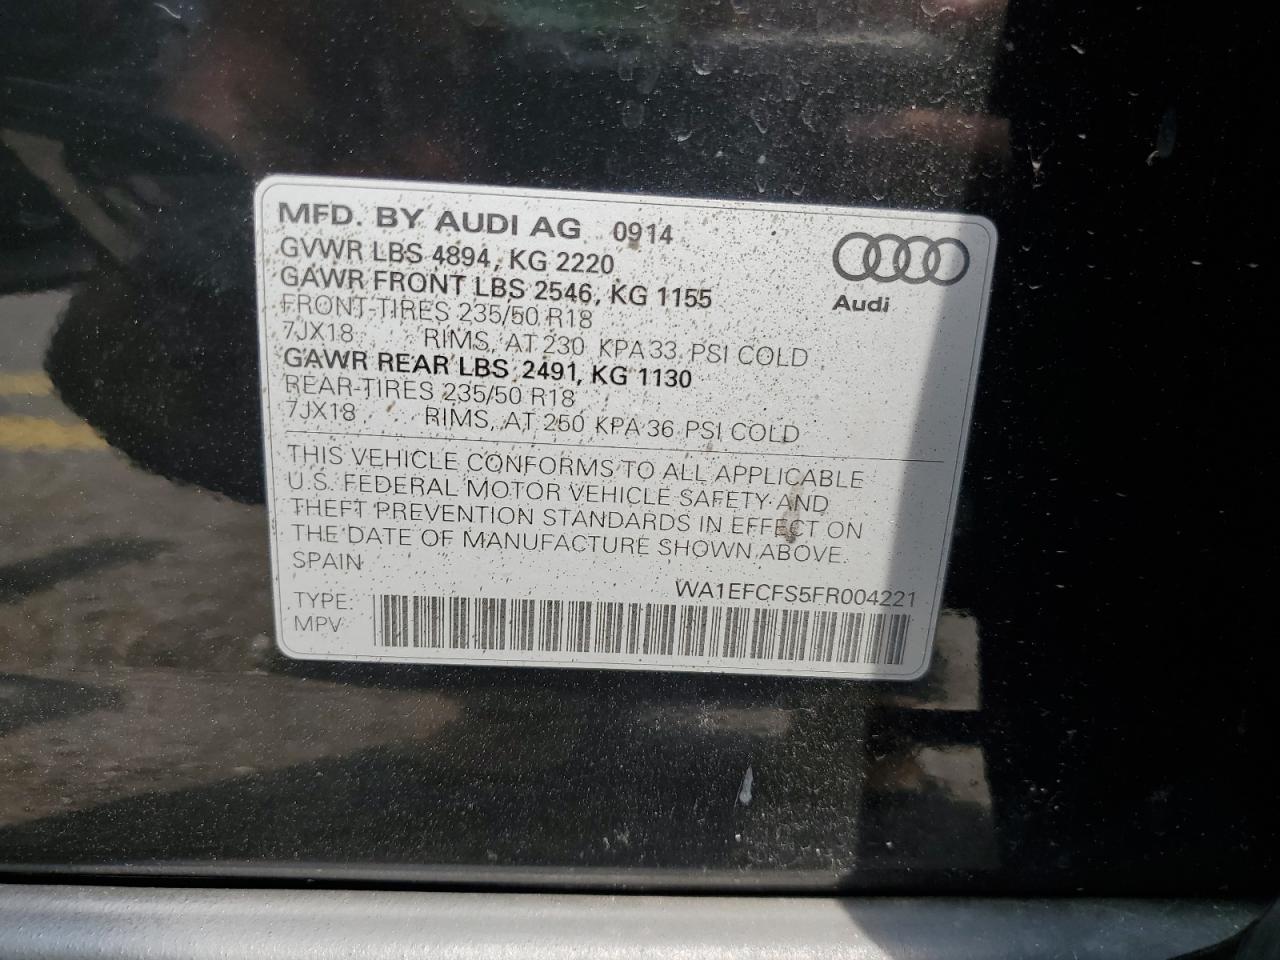 MFD. BY AUDI AG 0914
GVWR LBS 4894, KG 2220
GAWR FRONT LBS 2546, KG 1155
FRONT-TIRES 235/50 R18
7JX18 RIMS, AT 230 KPA 33 PSI COLD
GAWR REAR LBS 2491, KG 1130
REAR-TIRES 235/50 R18
7JX18 RIMS, AT 250 KPA 36 PSI COLD
Audi
THIS VEHICLE CONFORMS TO ALL APPLICABLE
U.S. FEDERAL MOTOR VEHICLE SAFETY AND
THEFT PREVENTION STANDARDS IN EFFECT ON
THE DATE OF MANUFACTURE SHOWN ABOVE.
SPAIN
WA1EFCFS5FR004221
TYPE:
MPV